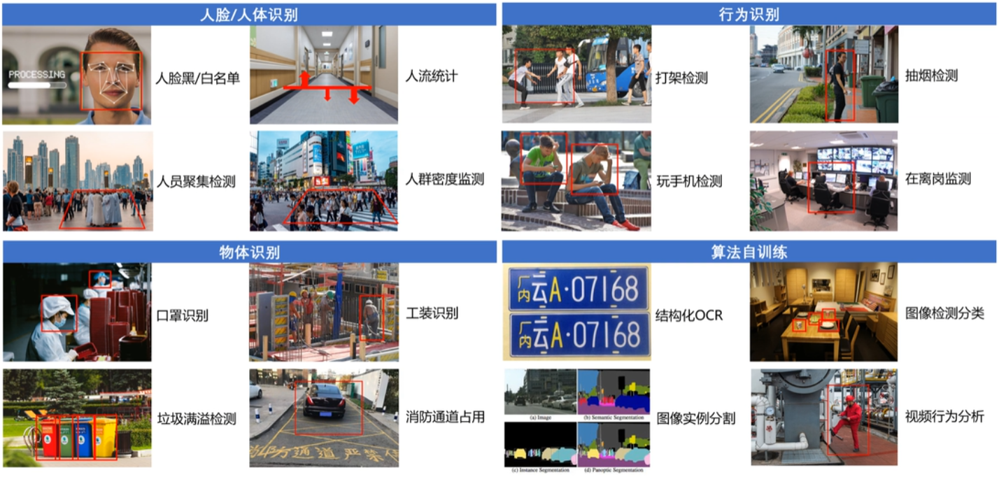 人脸/人体识别
PROCESSING
人脸黑/白名单
人流统计
人员聚集检测
人群密度监测
行为识别
打架检测
抽烟检测
玩手机检测
在离岗监测
物体识别
口罩识别
工装识别
垃圾满溢检测
消防通道严禁
消防通道占用
算法自训练
厂内云A·07168
厂内云A·07168
结构化OCR
图像检测分类
(a) Image
(b) Semantic Segmentation
(c) Instance Segmentation
(d) Panoptic Segmentation
图像实例分割
视频行为分析